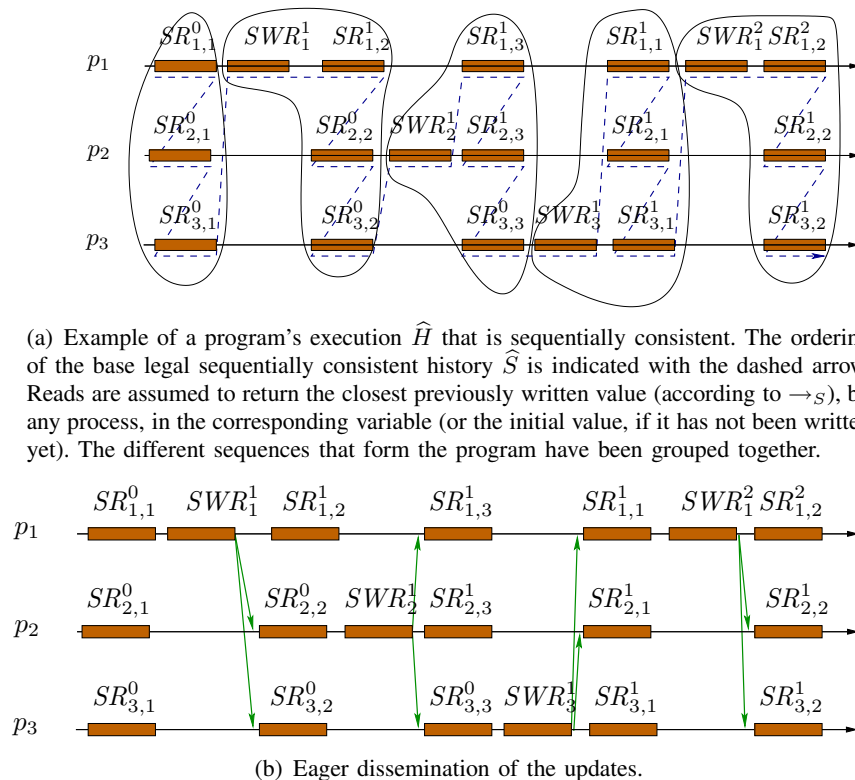 SR^0_{1,1} SWR^1_1 SR^1_{1,2} SR^1_{1,3} SR^1_{1,1} SWR^2_1 SR^2_{1,2}
p_1
SR^0_{2,1} SR^0_{2,2} SWR^1_2 SR^1_{2,3} SR^1_{2,1} SR^1_{2,2}
p_2
SR^0_{3,1} SR^0_{3,2} SR^0_{3,3} SWR^1_3 SR^1_{3,1} SR^1_{3,2}
p_3
(a) Example of a program's execution Ĥ that is sequentially consistent. The orderin
of the base legal sequentially consistent history Ŝ is indicated with the dashed arrow
Reads are assumed to return the closest previously written value (according to →_S), b
any process, in the corresponding variable (or the initial value, if it has not been writte
yet). The different sequences that form the program have been grouped together.
SR^0_{1,1} SWR^1_1 SR^1_{1,2} SR^1_{1,3} SR^1_{1,1} SWR^2_1 SR^2_{1,2}
p_1
SR^0_{2,1} SR^0_{2,2} SWR^1_2 SR^1_{2,3} SR^1_{2,1} SR^1_{2,2}
p_2
SR^0_{3,1} SR^0_{3,2} SR^0_{3,3} SWR^1_3 SR^1_{3,1} SR^1_{3,2}
p_3
(b) Eager dissemination of the updates.